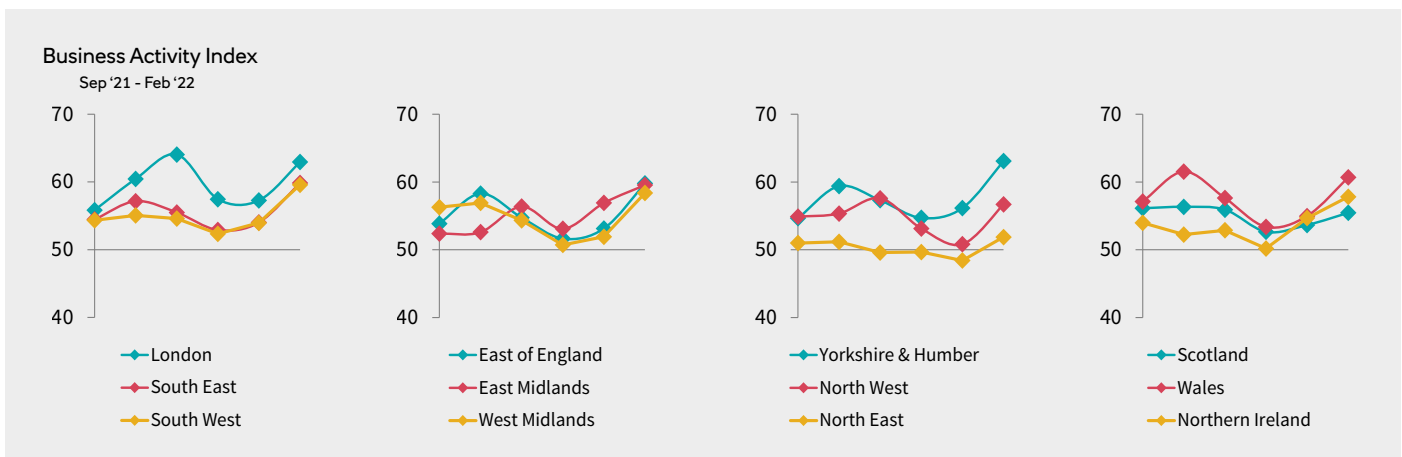 Business Activity Index
Sep ‘21 - Feb ‘22
70
60
50
40
London
South East
South West
70
60
50
40
East of England
East Midlands
West Midlands
70
60
50
40
Yorkshire & Humber
North West
North East
70
60
50
40
Scotland
Wales
Northern Ireland